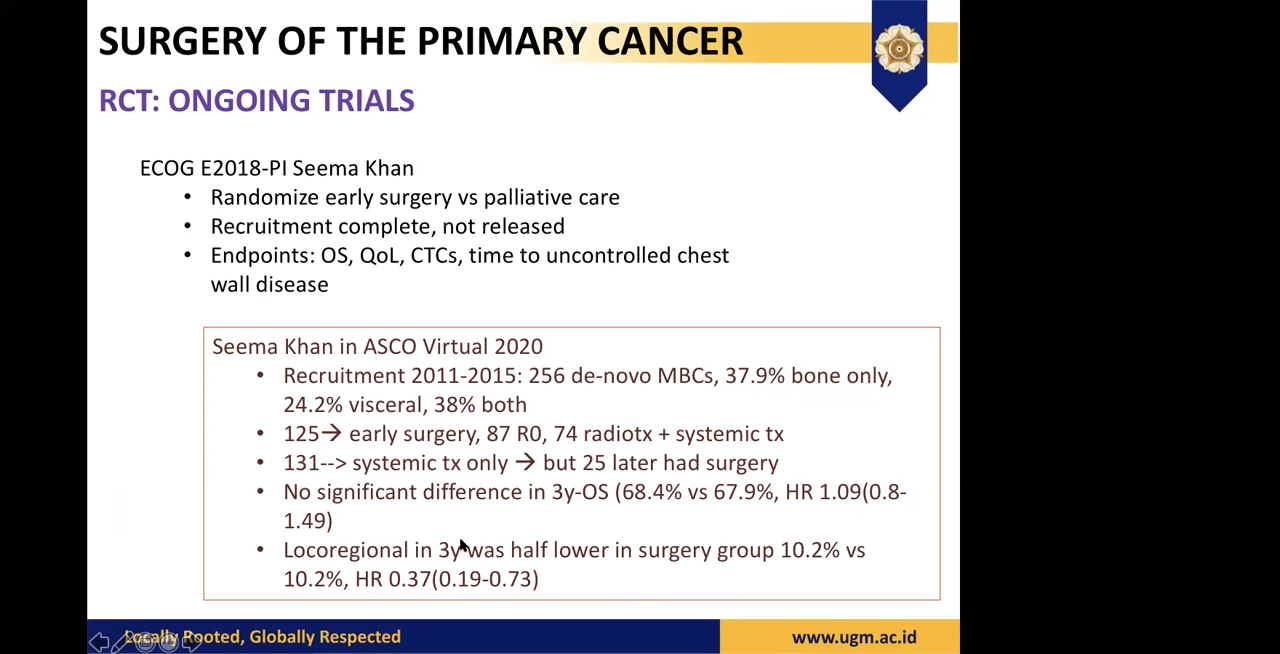 SURGERY OF THE PRIMARY CANCER
RCT: ONGOING TRIALS
ECOG E2018-PI Seema Khan
• Randomize early surgery vs palliative care
• Recruitment complete, not released
• Endpoints: OS, QoL, CTCs, time to uncontrolled chest
wall disease
Seema Khan in ASCO Virtual 2020
• Recruitment 2011-2015: 256 de-novo MBCs, 37.9% bone only,
24.2% visceral, 38% both
• 125→ early surgery, 87 R0, 74 radiotx + systemic tx
• 131--> systemic tx only → but 25 later had surgery
• No significant difference in 3y-OS (68.4% vs 67.9%, HR 1.09(0.8-
1.49)
• Locoregional in 3y was half lower in surgery group 10.2% vs
10.2%, HR 0.37(0.19-0.73)
Locally Rooted, Globally Respected
www.ugm.ac.id